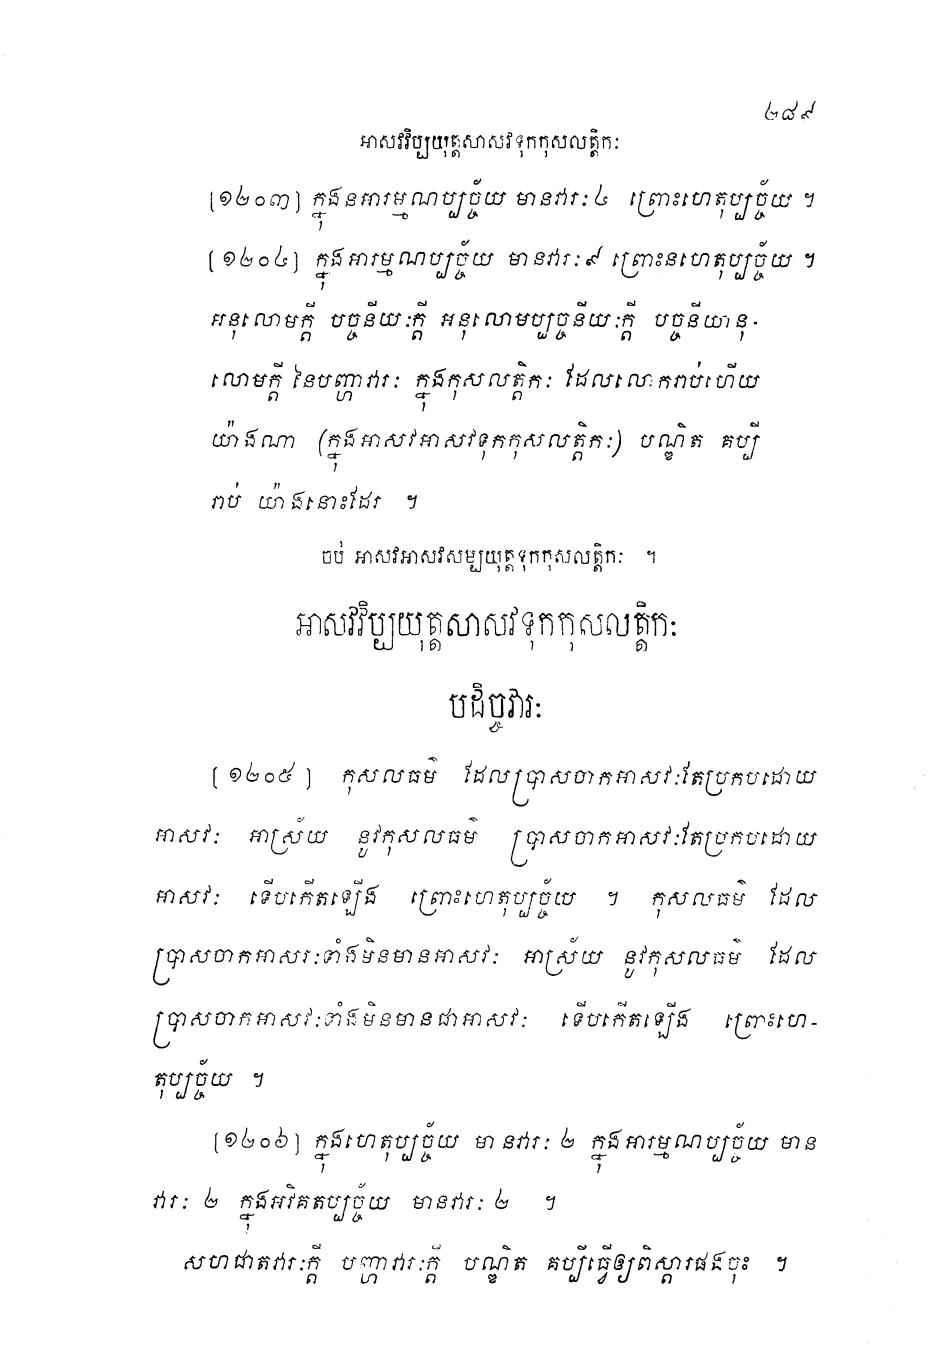 ២៨៩
អាសវវិប្បយុត្តសាសវទុកកុសលត្តិកៈ
[១២០៣] ក្នុងនអារម្មណប្បច្ច័យ មានវារៈ៤ ព្រោះហេតុប្បច្ច័យ ។
[១២០៤] ក្នុងអារម្មណប្បច្ច័យ មានវារៈ៩ ព្រោះនហេតុប្បច្ច័យ ។
អនុលោមក្តី បច្ចនីយៈក្តី អនុលោមប្បច្ចនីយៈក្តី បច្ចនីយានុ-
លោមក្តី នៃបញ្ហាវារៈ ក្នុងកុសលត្តិកៈ ដែលលោករាប់ហើយ
យ៉ាងណា (ក្នុងអាសវអាសវទុកកុសលត្តិកៈ) បណ្ឌិត គប្បី
រាប់ យ៉ាងនោះដែរ ។
ចប់ អាសវអាសវសម្បយុត្តទុកកុសលត្តិកៈ ។
អាសវវិប្បយុត្តសាសវទុកកុសលត្តិកៈ
បដិច្ចវារៈ
[១២០៥] កុសលធម៌ ដែលប្រាសចាកអាសវៈតែប្រកបដោយ
អាសវៈ អាស្រ័យ នូវកុសលធម៌ ប្រាសចាកអាសវៈតែប្រកបដោយ
អាសវៈ ទើបកើតឡើង ព្រោះហេតុប្បច្ច័យ ។ កុសលធម៌ ដែល
ប្រាសចាកអាសវៈទាំងមិនមានអាសវៈ អាស្រ័យ នូវកុសលធម៌ ដែល
ប្រាសចាកអាសវៈទាំងមិនមានជាអាសវៈ ទើបកើតឡើង ព្រោះហេ-
តុប្បច្ច័យ ។
[១២០៦] ក្នុងហេតុប្បច្ច័យ មានវារៈ ២ ក្នុងអារម្មណប្បច្ច័យ មាន
វារៈ ២ ក្នុងអវិគតប្បច្ច័យ មានវារៈ ២ ។
សហជាតវារៈក្តី បញ្ហាវារៈក្តី បណ្ឌិត គប្បីធ្វើឲ្យពិស្តារផងចុះ ។